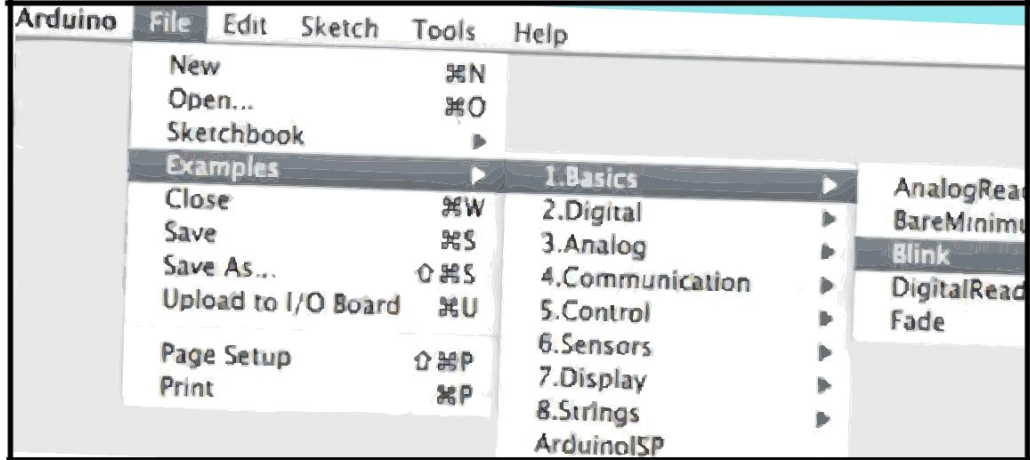 Arduino File Edit Sketch Tools Help
New ⌘N
Open... ⌘O
Sketchbook
Examples
Close ⌘W
Save ⌘S
Save As... ⇧⌘S
Upload to I/O Board ⌘U
Page Setup ⇧⌘P
Print ⌘P
1.Basics
2.Digital
3.Analog
4.Communication
5.Control
6.Sensors
7.Display
8.Strings
ArduinoISP
AnalogRead
BareMinimu
Blink
DigitalRead
Fade